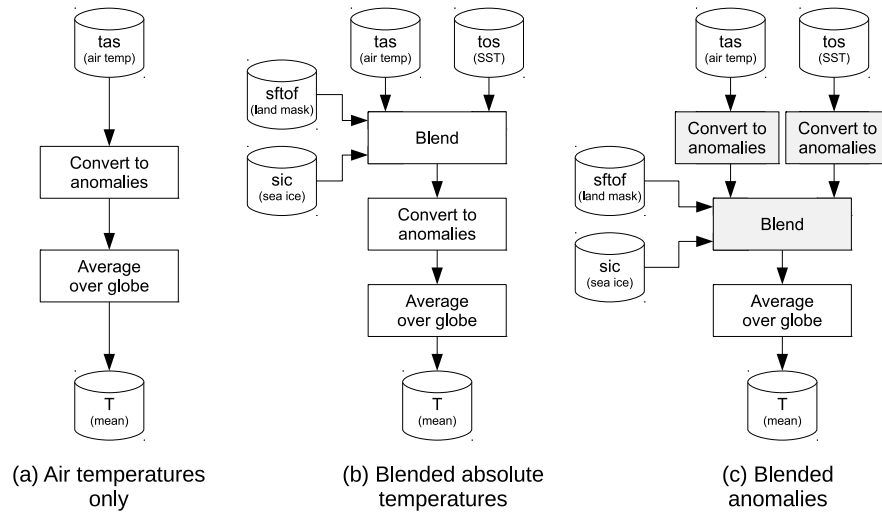 tas
(air temp)
Convert to
anomalies
Average
over globe
T
(mean)
(a) Air temperatures
only
tas
(air temp)
tos
(SST)
sftof
(land mask)
Blend
sic
(sea ice)
Convert to
anomalies
Average
over globe
T
(mean)
(b) Blended absolute
temperatures
tas
(air temp)
tos
(SST)
Convert to
anomalies
Convert to
anomalies
sftof
(land mask)
Blend
sic
(sea ice)
Average
over globe
T
(mean)
(c) Blended
anomalies